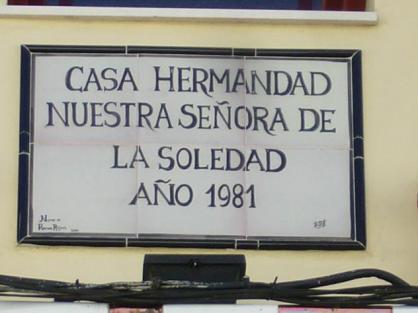 CASA HERMANDAD
NUESTRA SEÑORA DE
LA SOLEDAD
AÑO 1981